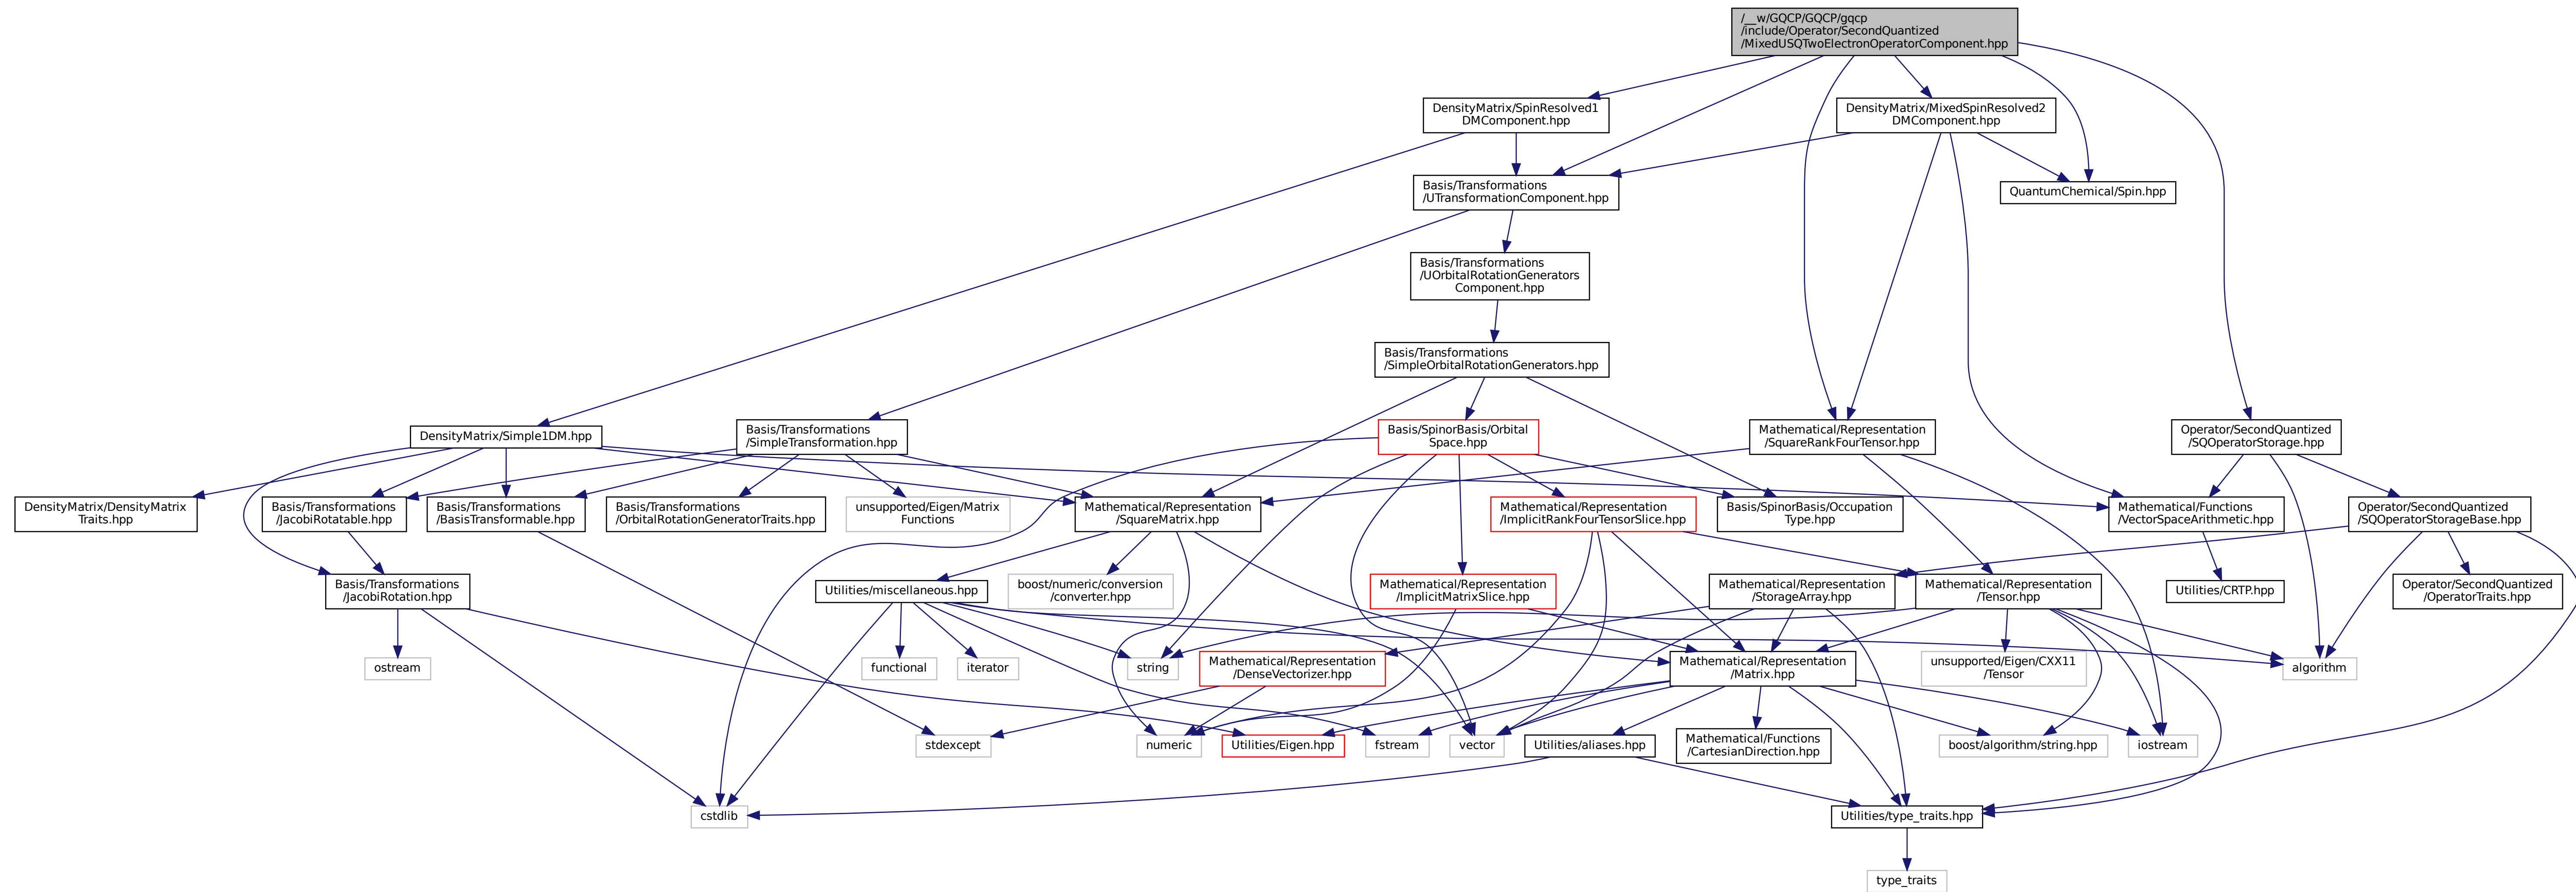 /__w/GQCP/GQCP/gqcp
/include/Operator/SecondQuantized
/MixedUSQTwoElectronOperatorComponent.hpp
DensityMatrix/SpinResolved1
DMComponent.hpp
DensityMatrix/MixedSpinResolved2
DMComponent.hpp
Basis/Transformations
/UTransformationComponent.hpp
QuantumChemical/Spin.hpp
Basis/Transformations
/UOrbitalRotationGenerators
Component.hpp
Basis/Transformations
/SimpleOrbitalRotationGenerators.hpp
DensityMatrix/Simple1DM.hpp
Basis/Transformations
/SimpleTransformation.hpp
Basis/SpinorBasis/Orbital
Space.hpp
Mathematical/Representation
/SquareRankFourTensor.hpp
Operator/SecondQuantized
/SQOperatorStorage.hpp
DensityMatrix/DensityMatrix
Traits.hpp
Basis/Transformations
/JacobiRotatable.hpp
Basis/Transformations
/BasisTransformable.hpp
Basis/Transformations
/OrbitalRotationGeneratorTraits.hpp
unsupported/Eigen/Matrix
Functions
Mathematical/Representation
/SquareMatrix.hpp
Mathematical/Representation
/ImplicitRankFourTensorSlice.hpp
Basis/SpinorBasis/Occupation
Type.hpp
Mathematical/Functions
/VectorSpaceArithmetic.hpp
Operator/SecondQuantized
/SQOperatorStorageBase.hpp
Basis/Transformations
/JacobiRotation.hpp
Utilities/miscellaneous.hpp
boost/numeric/conversion
/converter.hpp
Mathematical/Representation
/ImplicitMatrixSlice.hpp
Mathematical/Representation
/StorageArray.hpp
Mathematical/Representation
/Tensor.hpp
Utilities/CRTP.hpp
Operator/SecondQuantized
/OperatorTraits.hpp
ostream
functional
iterator
string
Mathematical/Representation
/DenseVectorizer.hpp
Mathematical/Representation
/Matrix.hpp
unsupported/Eigen/CXX11
/Tensor
algorithm
stdexcept
numeric
Utilities/Eigen.hpp
fstream
vector
Utilities/aliases.hpp
Mathematical/Functions
/CartesianDirection.hpp
boost/algorithm/string.hpp
iostream
cstdlib
Utilities/type_traits.hpp
type_traits